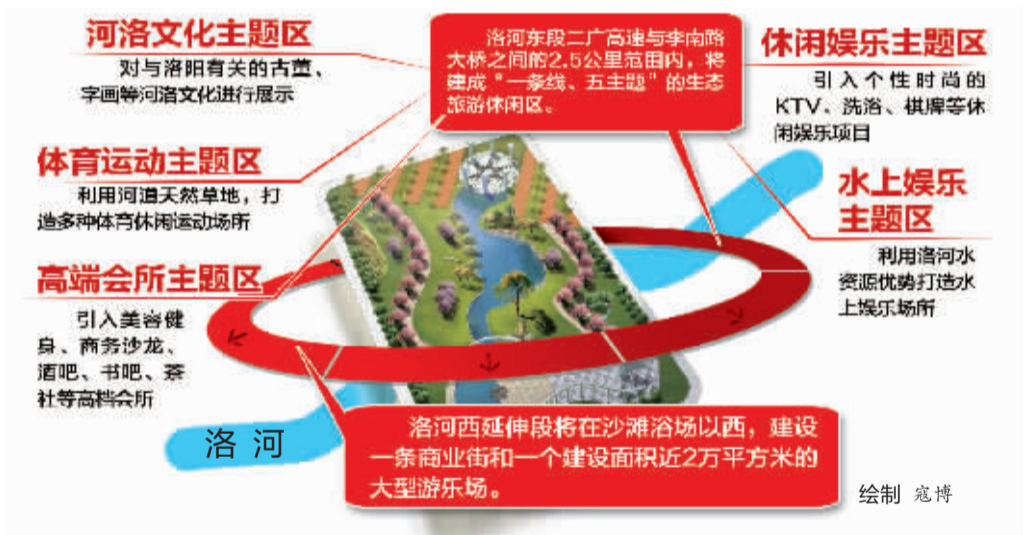 河洛文化主题区
对与洛阳有关的古董、
字画等河洛文化进行展示
体育运动主题区
利用河道天然草地，打
造多种体育休闲运动场所
高端会所主题区
引入美容健
身、商务沙龙、
酒吧、书吧、茶
社等高档会所
洛河东段二广高速与李南路
大桥之间的2.5公里范围内，将
建成“一条线、五主题”的生态
旅游休闲区。
休闲娱乐主题区
引入个性时尚的
KTV、洗浴、棋牌等休
闲娱乐项目
水上娱乐
主题区
利用洛河水
资源优势打造水
上娱乐场所
洛河
洛河西延伸段将在沙滩浴场以西，建设
一条商业街和一个建设面积近2万平方米的
大型游乐场。
绘制 寇博